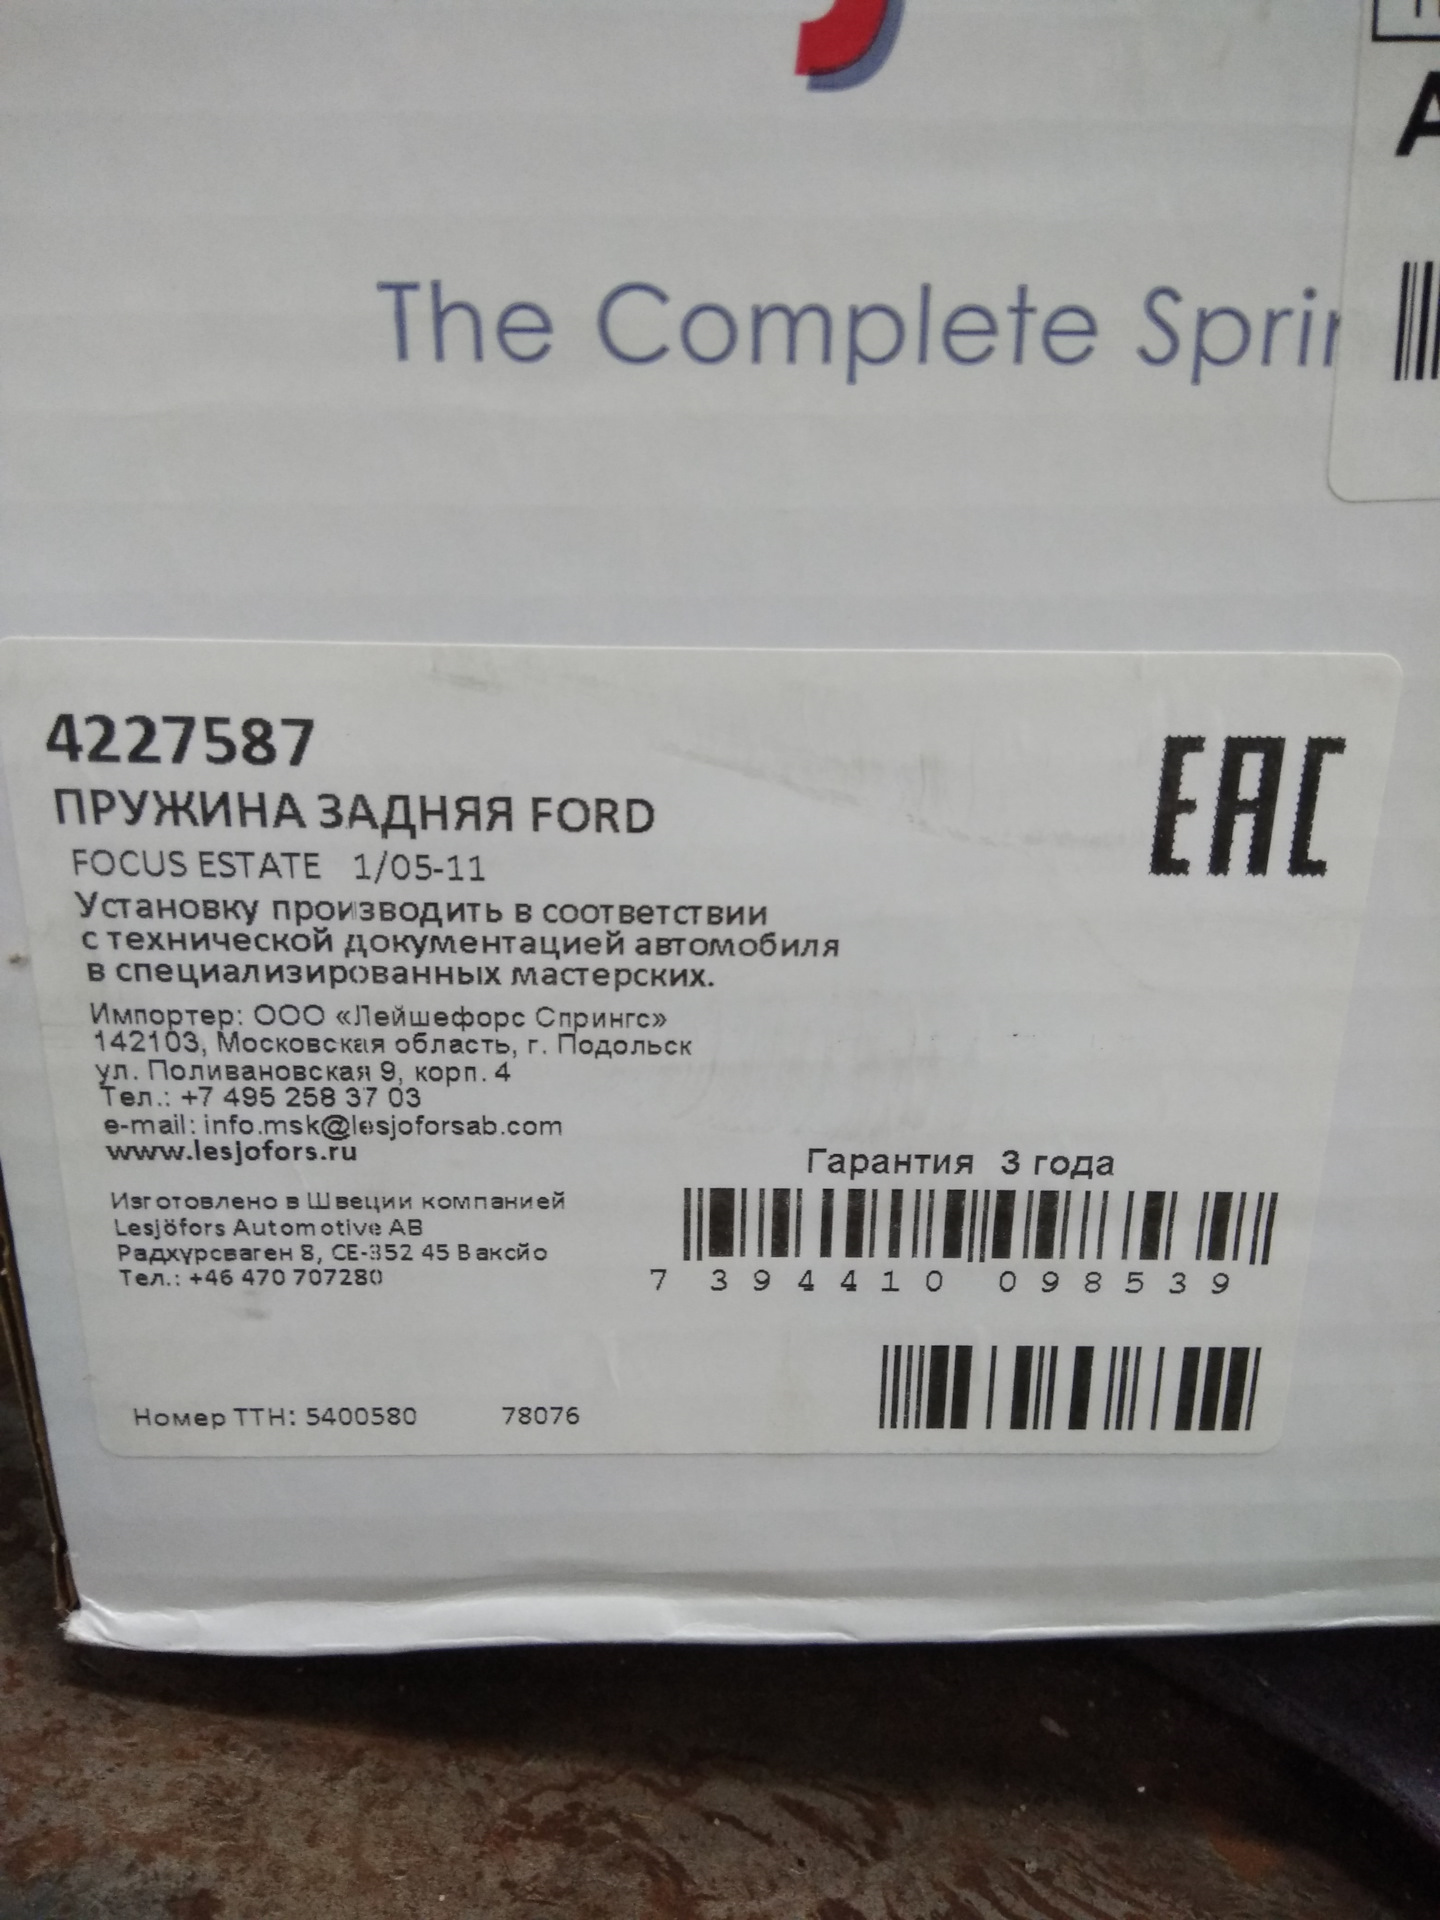 The Complete
4227587
ПРУЖИНА ЗАДНЯЯ FORD
FOCUS ESTATE 1/05-11
Установку производить в соответствии
с технической документацией автомобиля
в специализированных мастерских.
Импортер: ООО «Лейшефорс Спрингс»
142103, Московская область, г. Подольск
ул. Поливановская 9, корп. 4
Тел.: +7 495 258 37 03
e-mail: info.msk@lesjoforsab.com
www.lesjofors.ru
Изготовлено в Швеции компанией
Lesjöfors Automotive AB
Радхурсваген 8, СЕ-352 45 Ваксйо
Тел.: +46 470 707280
EAC
Гарантия 3 года
7 394410 098539
Номер ТТН: 5400580 78076